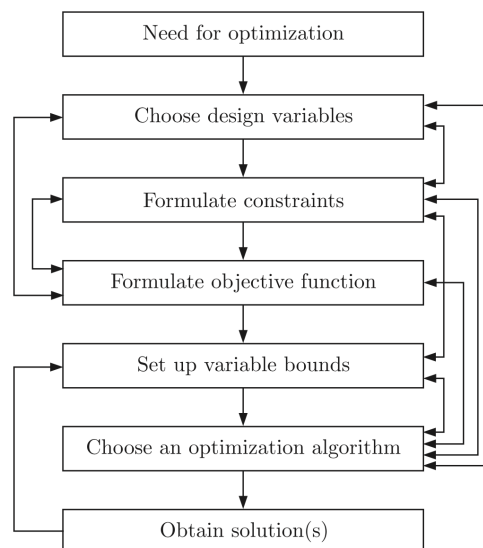 Need for optimization
Choose design variables
Formulate constraints
Formulate objective function
Set up variable bounds
Choose an optimization algorithm
Obtain solution(s)